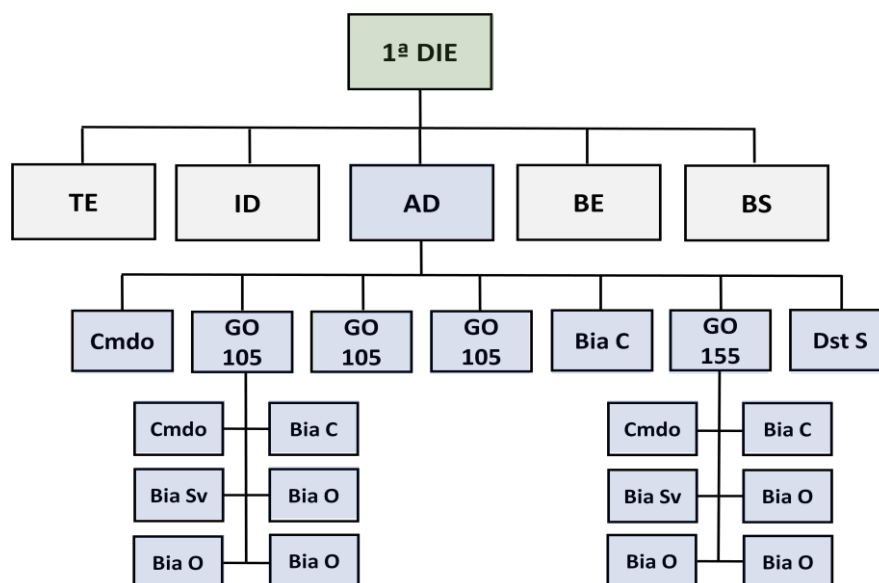 1ª DIE
TE
ID
AD
BE
BS
Cmdo
GO
105
GO
105
GO
105
Bia C
GO
155
Dst S
Cmdo
Bia C
Bia Sv
Bia O
Bia O
Bia O
Cmdo
Bia C
Bia Sv
Bia O
Bia O
Bia O